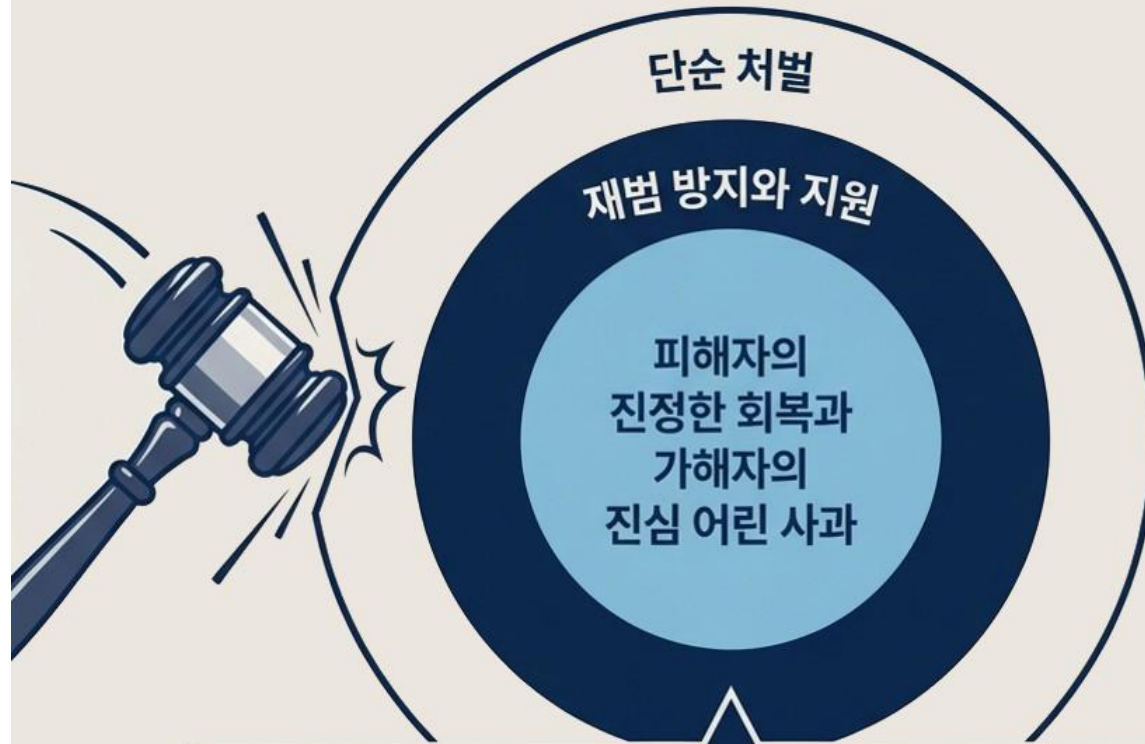 단순 처벌
재범 방지와 지원
피해자의
진정한 회복과
가해자의
진심 어린 사과